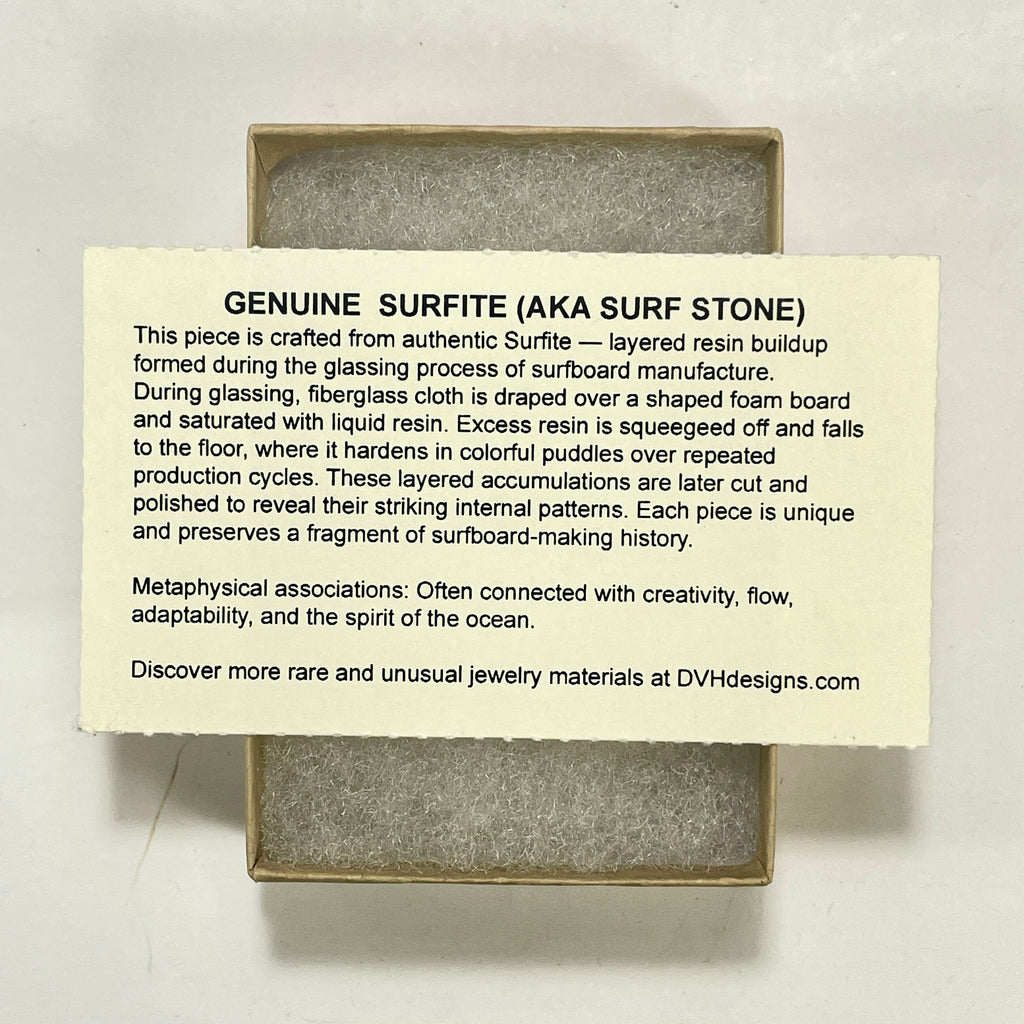 GENUINE SURFITE (AKA SURF STONE)
This piece is crafted from authentic Surfite — layered resin buildup
formed during the glassing process of surfboard manufacture.
During glassing, fiberglass cloth is draped over a shaped foam board
and saturated with liquid resin. Excess resin is squeegeed off and falls
to the floor, where it hardens in colorful puddles over repeated
production cycles. These layered accumulations are later cut and
polished to reveal their striking internal patterns. Each piece is unique
and preserves a fragment of surfboard-making history.
Metaphysical associations: Often connected with creativity, flow,
adaptability, and the spirit of the ocean.
Discover more rare and unusual jewelry materials at DVHdesigns.com